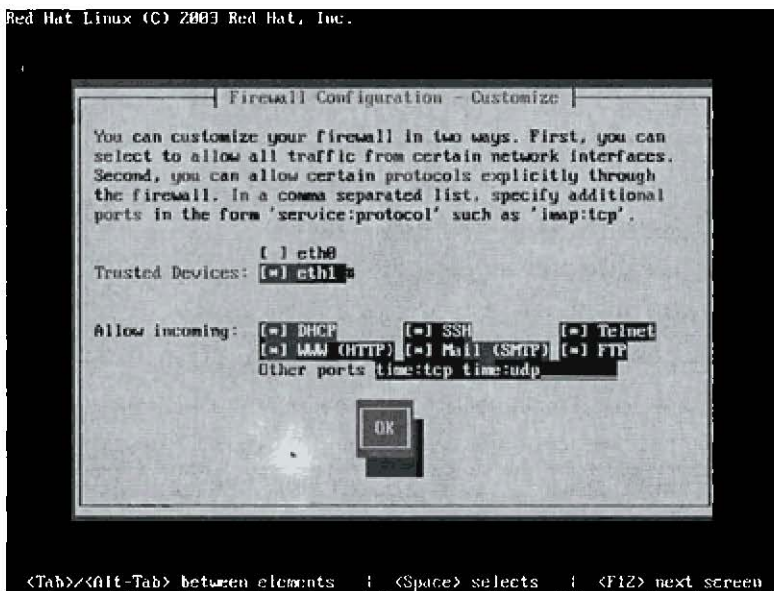 Red Hat Linux (C) 2003 Red Hat, Inc.
Firewall Configuration - Customize
You can customize your firewall in two ways. First, you can
select to allow all traffic from certain network interfaces.
Second, you can allow certain protocols explicitly through
the firewall. In a comma separated list, specify additional
ports in the form 'service:protocol' such as 'imap:tcp'.
[ ] eth0
Trusted Devices: [*] eth1
Allow incoming: [*] DHCP [*] SSH [*] Telnet
[*] WWW (HTTP) [*] Mail (SMTP) [*] FTP
Other ports time:tcp time:udp
OK
<Tab>/<Alt-Tab> between elements | <Space> selects | <F12> next screen